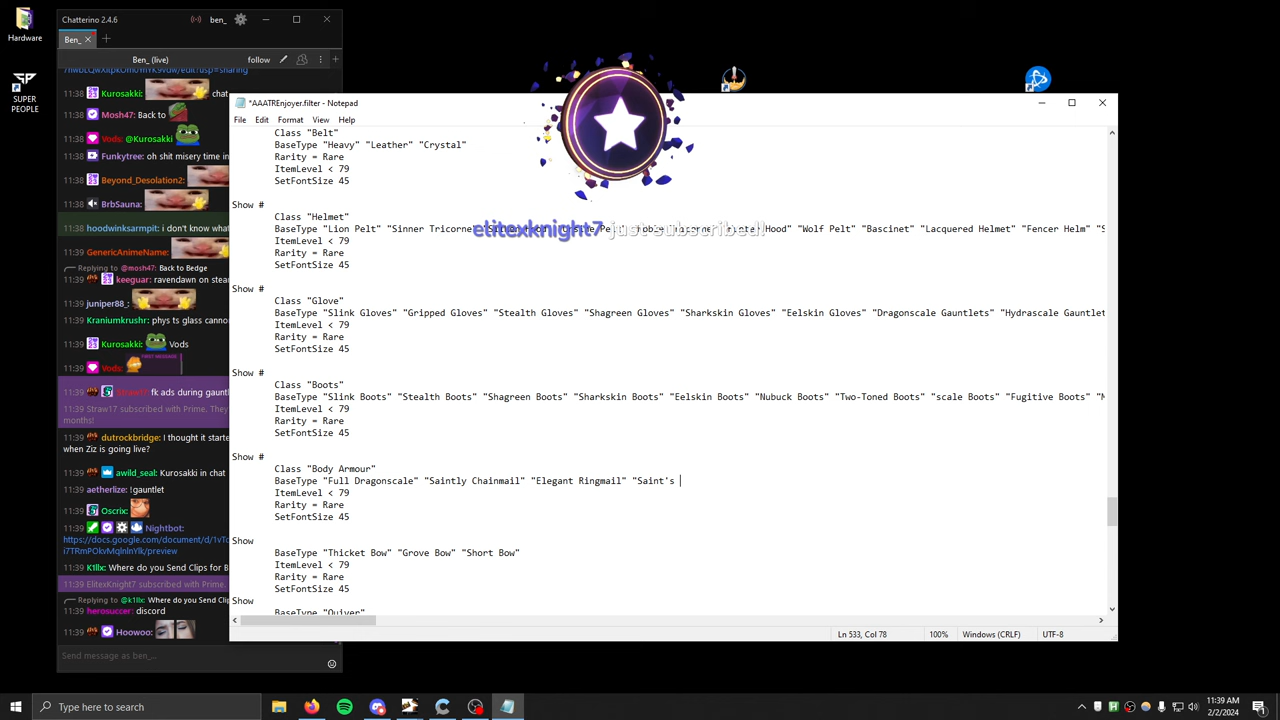 Hardware
SUPER
PEOPLE
Chatterino 2.4.6
ben_
Ben_
Ben_ (live)
follow
11:38 Kurosakki: chat
11:38 Mosh47: Back to
11:38 Vods: @Kurosakki
11:38 Funkytree: oh shit misery time in
11:38 Beyond_Desolation2:
11:38 BrbSauna:
11:38 hoodwinksarmpit: i don't know what
11:38 GenericAnimeName:
Replying to @mosh47: Back to Bedge
11:39 keeguar: ravendawn on steam
11:39 juniper88_:
11:39 Kraniumkrushr: phys ts glass cannon
11:39 Kurosakki: Vods
11:39 Vods:
11:39 Straw17: fk ads during gauntl
11:39 Straw17 subscribed with Prime. They
months!
11:39 dutrockbridge: I thought it starte
when Ziz is going live?
11:39 awild_seal: Kurosakki in chat
11:39 aetherlize: !gauntlet
11:39 Oscrix:
11:39 Nightbot:
https://docs.google.com/document/d/1vTd
11:39 K1llx: Where do you Send Clips for B
11:39 ElitexKnight7 subscribed with Prime.
Replying to @k1llx: Where do you Send Clip
11:39 herosuccer: discord
11:39 Hoowoo:
Send message as ben_...
*AAATREnjoyer.filter - Notepad
File Edit Format View Help
Class "Belt"
BaseType "Heavy" "Leather" "Crystal"
Rarity = Rare
ItemLevel < 79
SetFontSize 45
Show #
Class "Helmet"
BaseType "Lion Pelt" "Sinner Tricorne" "Wolf Pelt" "Bascinet" "Lacquered Helmet" "Fencer Helm" "S
ItemLevel < 79
Rarity = Rare
SetFontSize 45
Show #
Class "Glove"
BaseType "Slink Gloves" "Gripped Gloves" "Stealth Gloves" "Shagreen Gloves" "Sharkskin Gloves" "Eelskin Gloves" "Dragonscale Gauntlets" "Hydrascale Gauntlet
ItemLevel < 79
Rarity = Rare
SetFontSize 45
Show #
Class "Boots"
BaseType "Slink Boots" "Stealth Boots" "Shagreen Boots" "Sharkskin Boots" "Eelskin Boots" "Nubuck Boots" "Two-Toned Boots" "scale Boots" "Fugitive Boots"
ItemLevel < 79
Rarity = Rare
SetFontSize 45
Show #
Class "Body Armour"
BaseType "Full Dragonscale" "Saintly Chainmail" "Elegant Ringmail" "Saint's
ItemLevel < 79
Rarity = Rare
SetFontSize 45
Show
BaseType "Thicket Bow" "Grove Bow" "Short Bow"
ItemLevel < 79
Rarity = Rare
SetFontSize 45
Show
BaseType "Quiver"
elitexknight7 just subscribed!
Ln 533, Col 78
100%
Windows (CRLF)
UTF-8
Type here to search
11:39 AM
2/2/2024